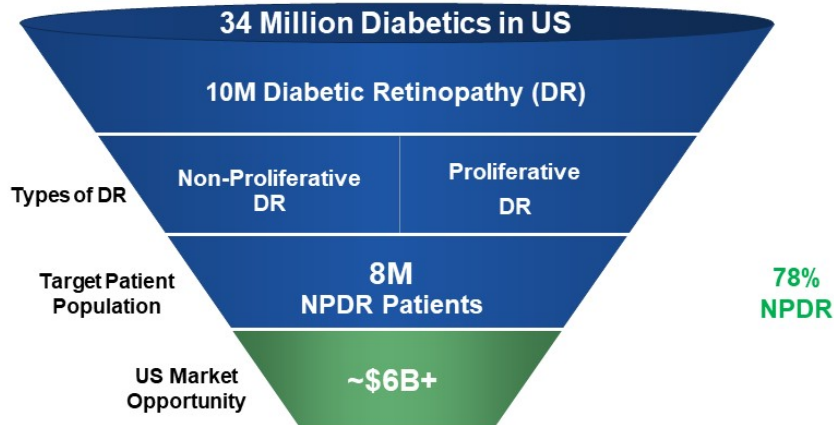 34 Million Diabetics in US
10M Diabetic Retinopathy (DR)
Types of DR
Non-Proliferative
DR
Proliferative
DR
Target Patient
Population
8M
NPDR Patients
78%
NPDR
US Market
Opportunity
~$6B+